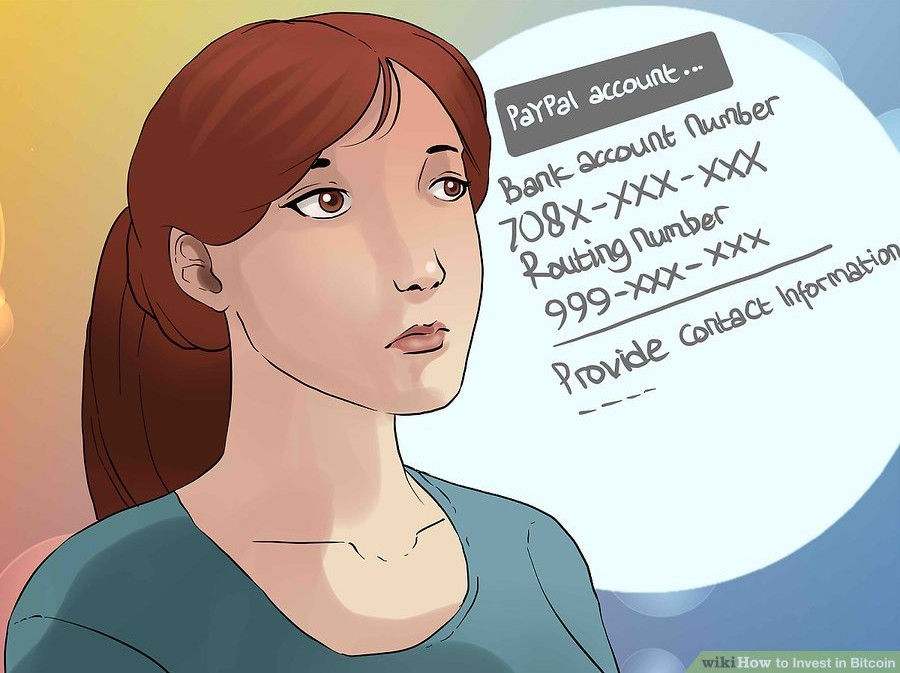 PayPal account...
Bank account number
708X-XXX-XXX
Routing number
999-XXX-XXX
Provide contact Information
----
wikiHow to Invest in Bitcoin